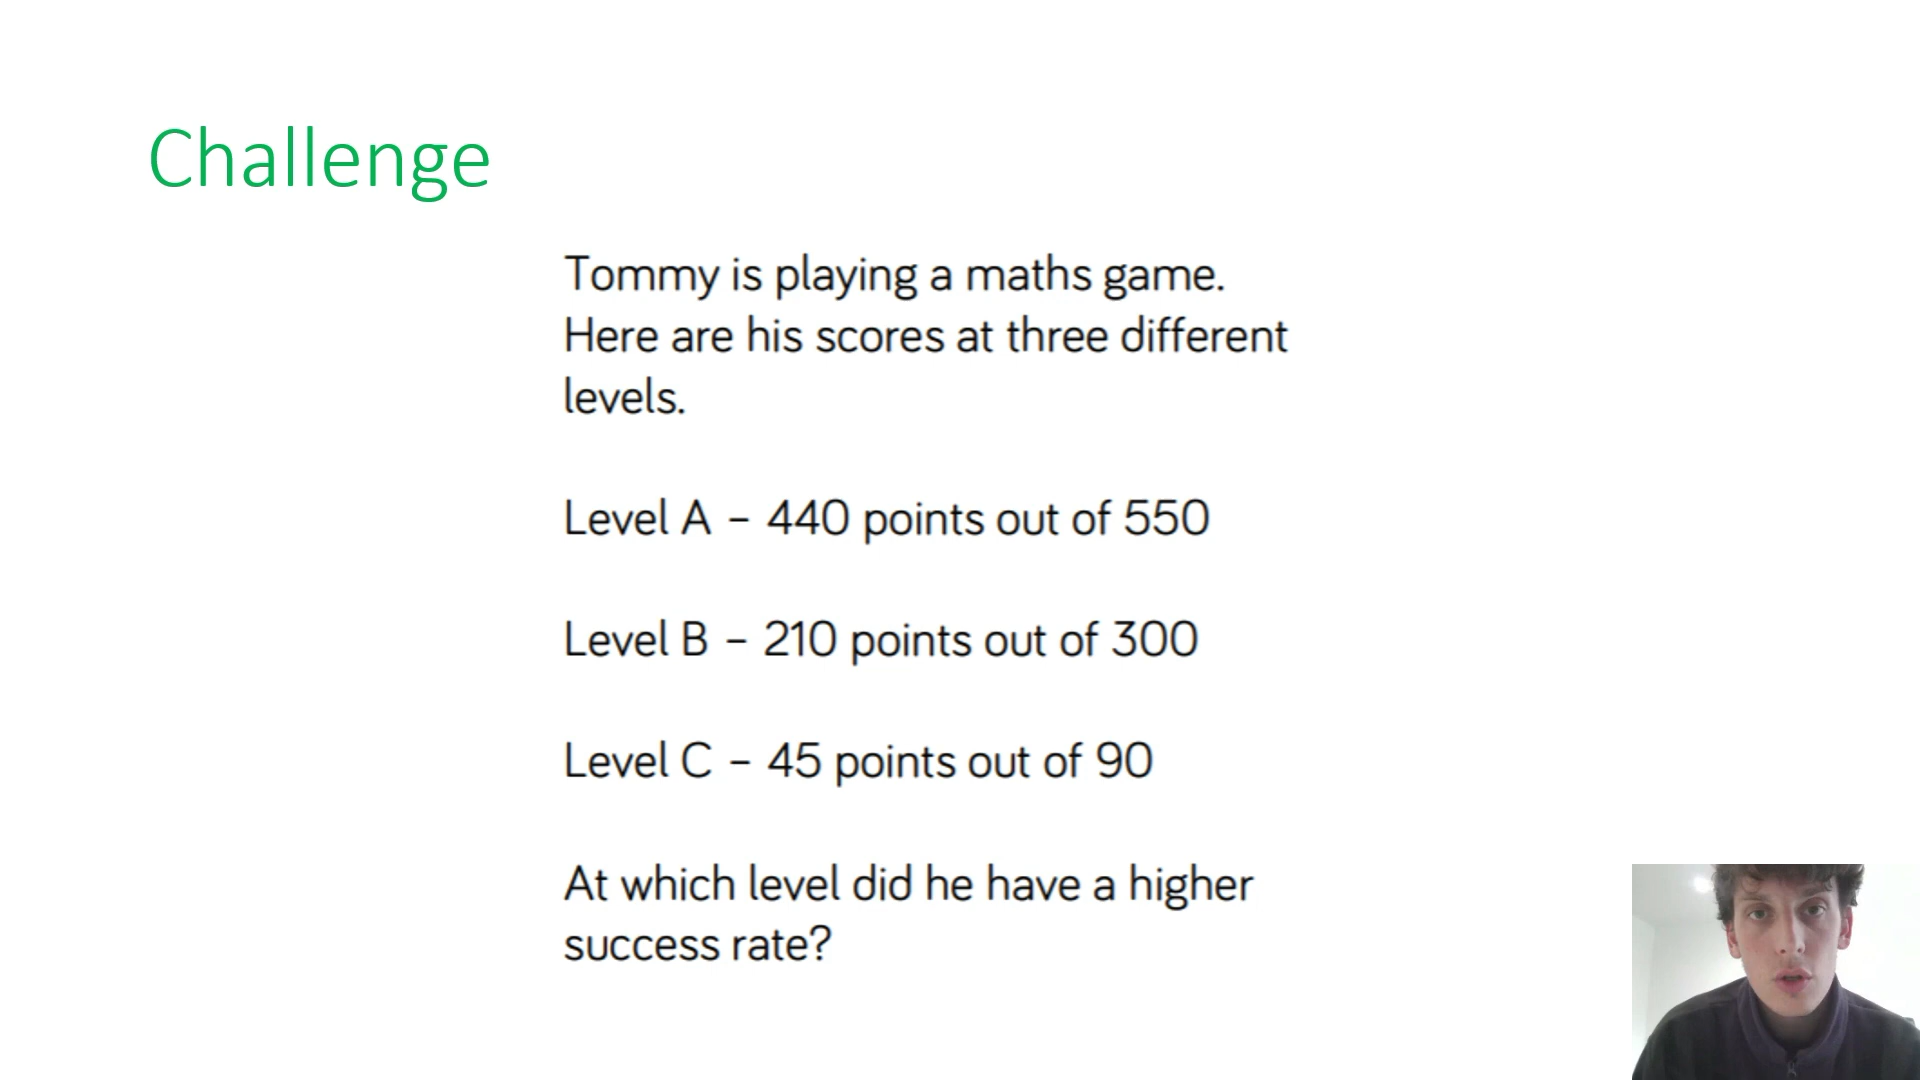 Challenge
Tommy is playing a maths game.
Here are his scores at three different
levels.
Level A – 440 points out of 550
Level B – 210 points out of 300
Level C – 45 points out of 90
At which level did he have a higher
success rate?